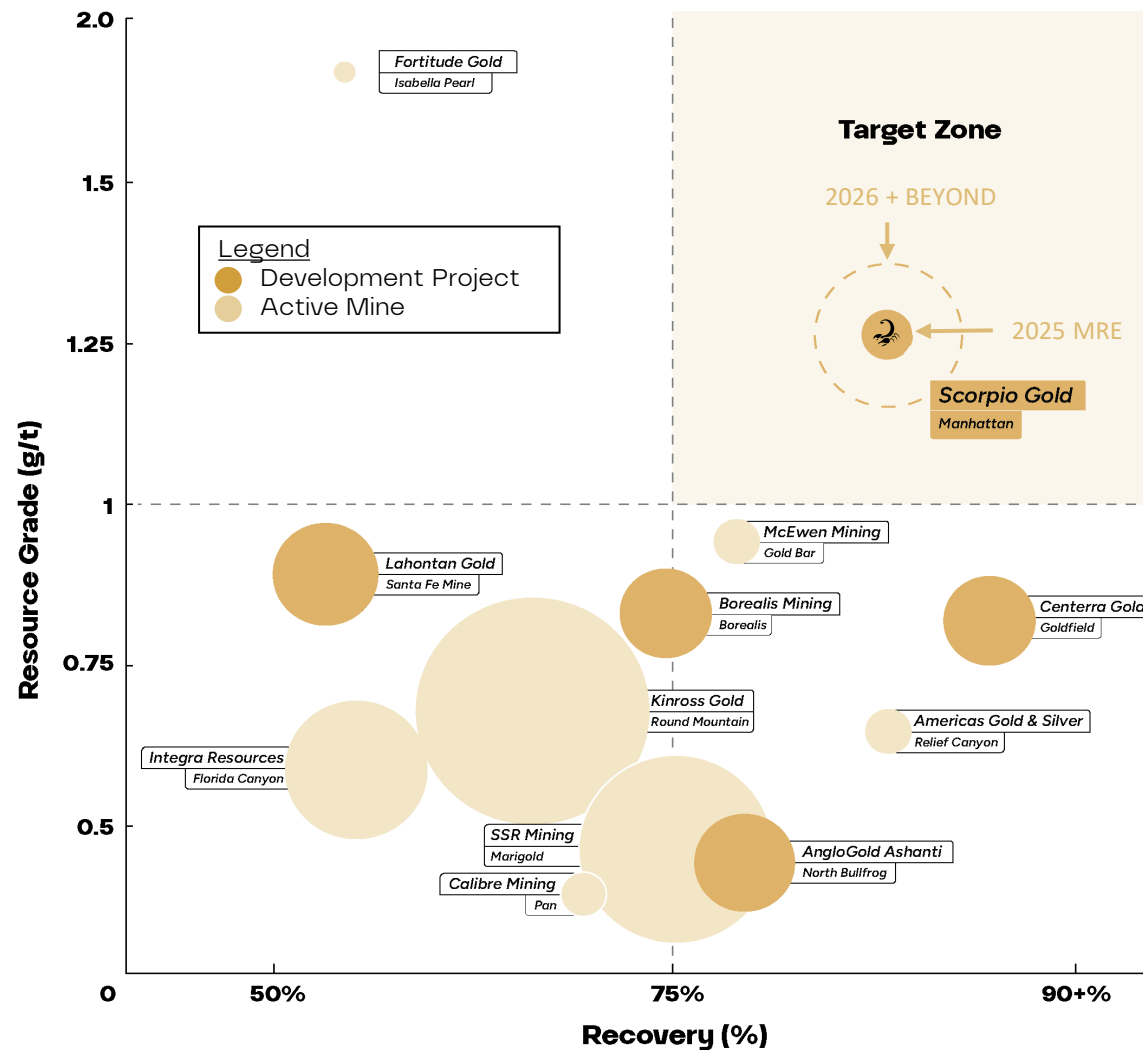 2.0
Fortitude Gold
Isabella Pearl
Target Zone
1.5
2026 + BEYOND
Legend
Development Project
Active Mine
1.25
2025 MRE
Scorpio Gold
Manhattan
Resource Grade (g/t)
1
McEwen Mining
Gold Bar
Lahontan Gold
Santa Fe Mine
Borealis Mining
Borealis
Centerra Gold
Goldfield
0.75
Kinross Gold
Round Mountain
Americas Gold & Silver
Relief Canyon
Integra Resources
Florida Canyon
0.5
SSR Mining
Marigold
AngloGold Ashanti
North Bullfrog
Calibre Mining
Pan
0
50%
75%
90+%
Recovery (%)